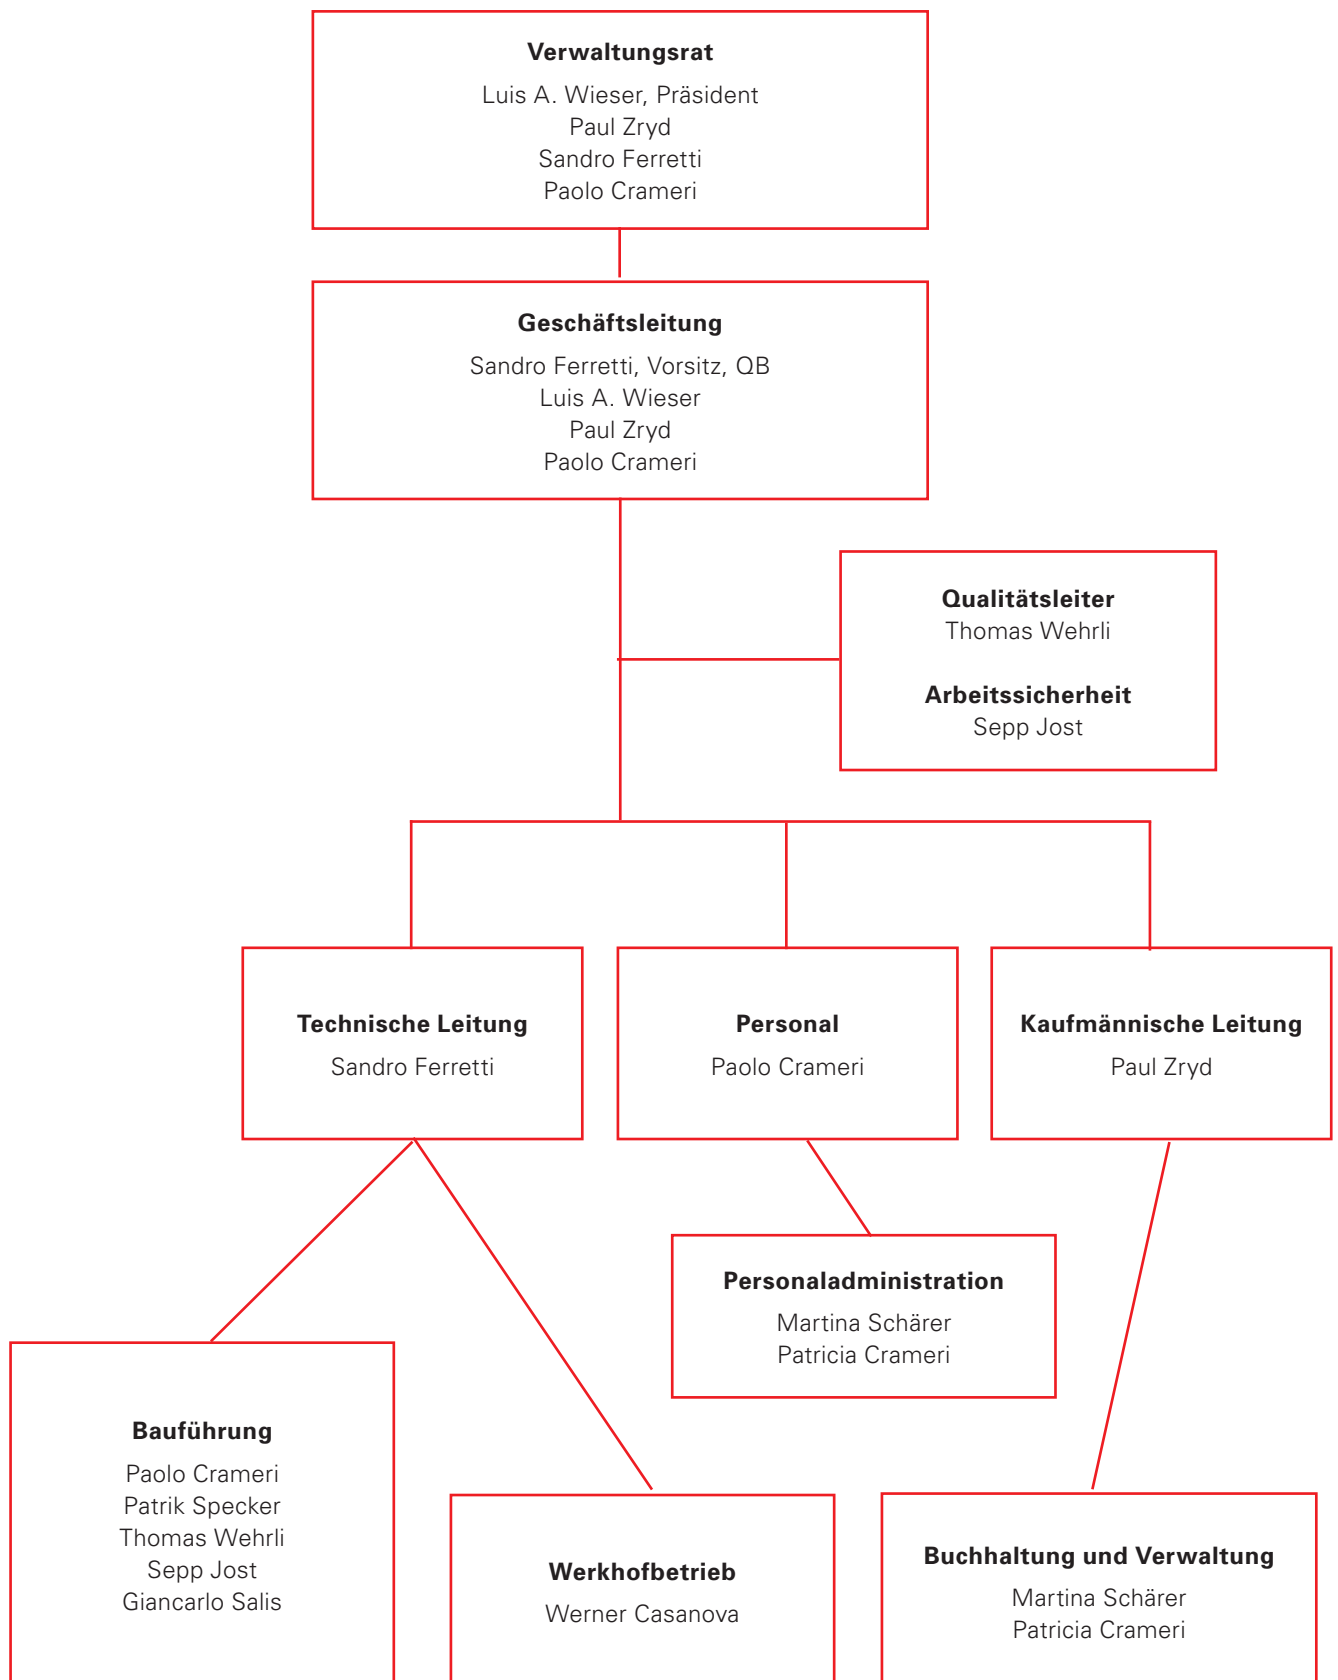 Verwaltungsrat
Luis A. Wieser, Präsident
Paul Zryd
Sandro Ferretti
Paolo Crameri
Geschäftsleitung
Sandro Ferretti, Vorsitz, QB
Luis A. Wieser
Paul Zryd
Paolo Crameri
Qualitätsleiter
Thomas Wehrli
Arbeitssicherheit
Sepp Jost
Technische Leitung
Sandro Ferretti
Personal
Paolo Crameri
Kaufmännische Leitung
Paul Zryd
Personaladministration
Martina Schärer
Patricia Crameri
Bauführung
Paolo Crameri
Patrik Specker
Thomas Wehrli
Sepp Jost
Giancarlo Salis
Werkhofbetrieb
Werner Casanova
Buchhaltung und Verwaltung
Martina Schärer
Patricia Crameri